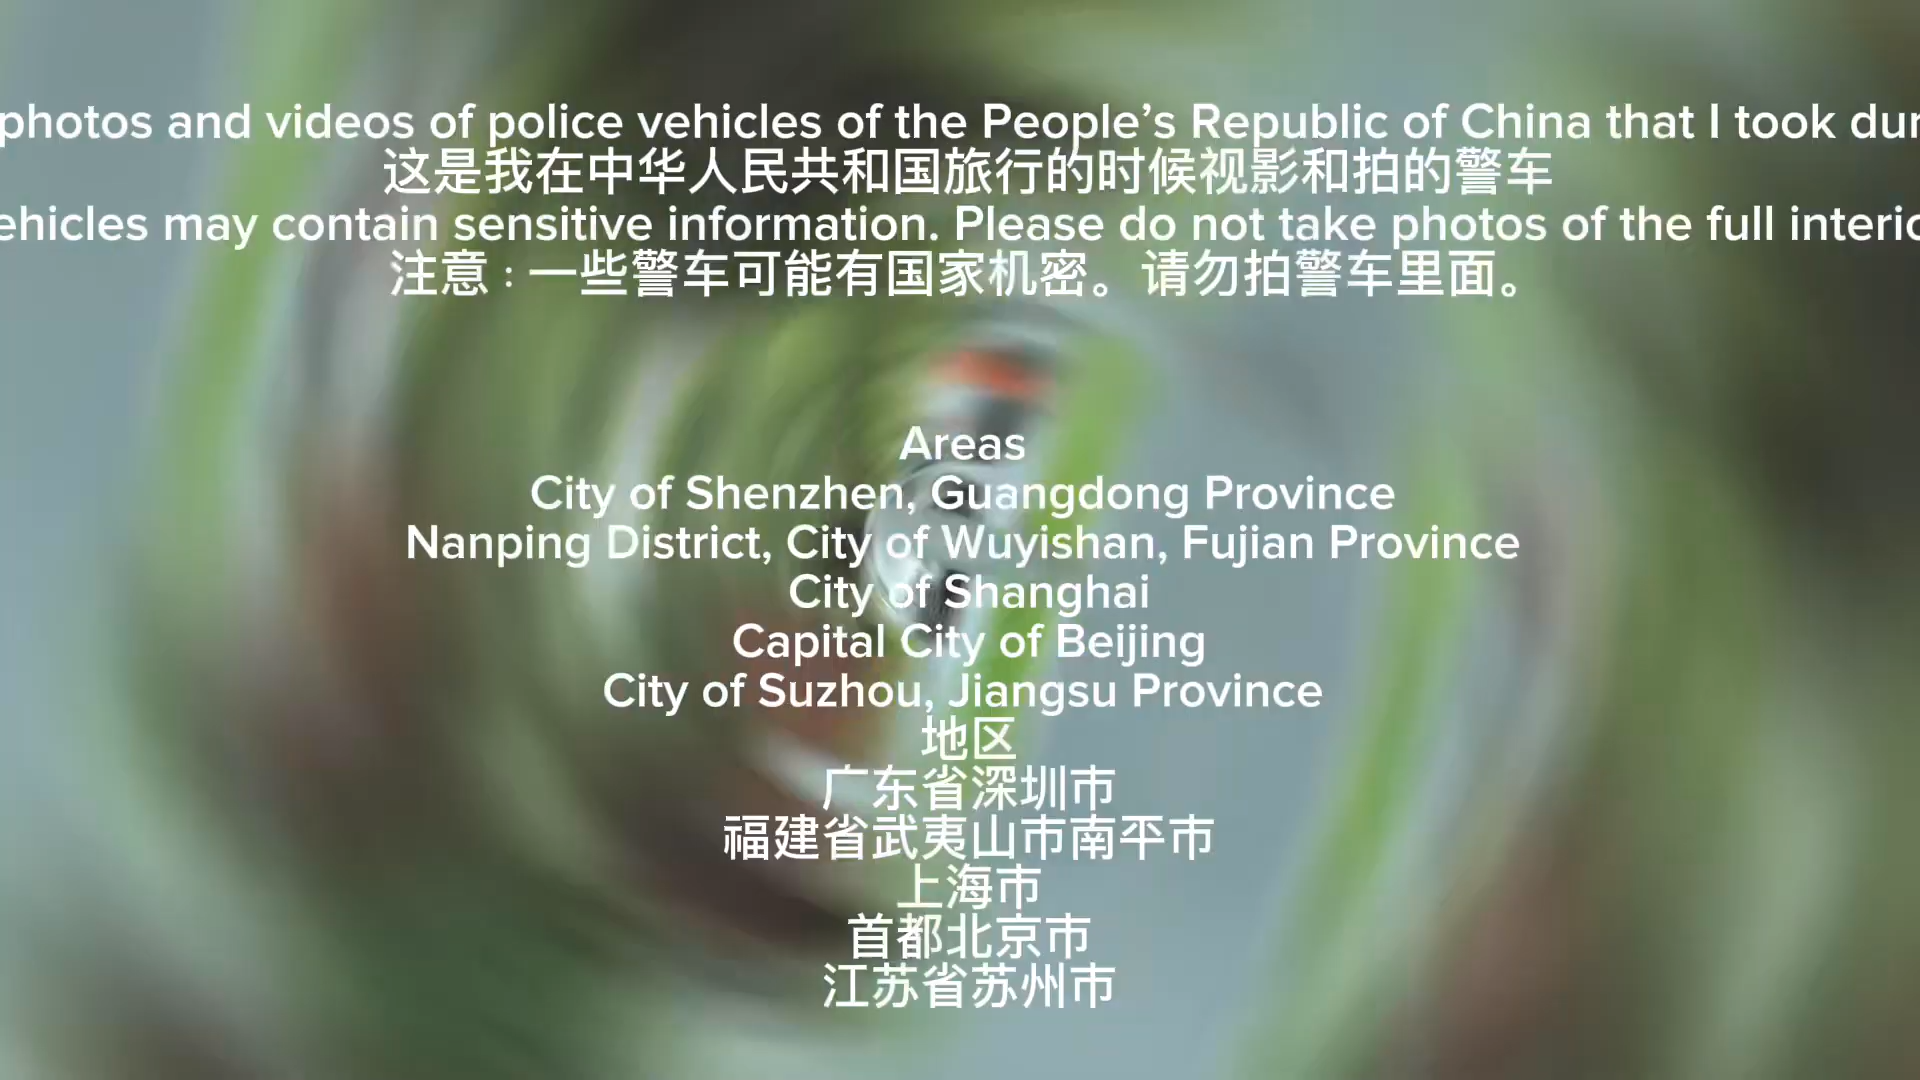 photos and videos of police vehicles of the People’s Republic of China that I took
这是我在中华人民共和国旅行的时候视影和拍的警车
may contain sensitive information. Please do not take photos of the full
注意：一些警车可能有国家机密。请勿拍警车里面。
Areas
City of Shenzhen, Guangdong Province
Nanping District, City of Wuyishan, Fujian Province
City of Shanghai
Capital City of Beijing
City of Suzhou, Jiangsu Province
地区
广东省深圳市
福建省武夷山市南平市
上海市
首都北京市
江苏省苏州市